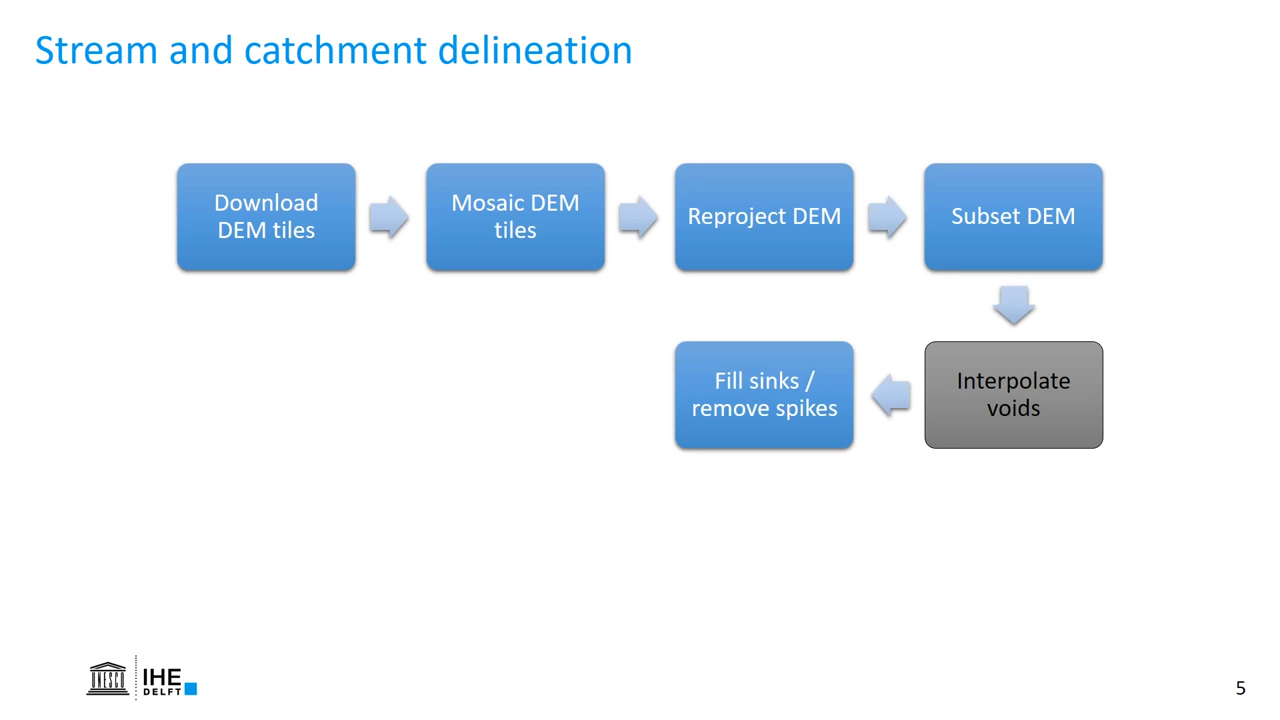 Stream and catchment delineation
Download
DEM tiles
Mosaic DEM
tiles
Reproject DEM
Subset DEM
Interpolate
voids
Fill sinks /
remove spikes
UNESCO
IHE
DELFT
5